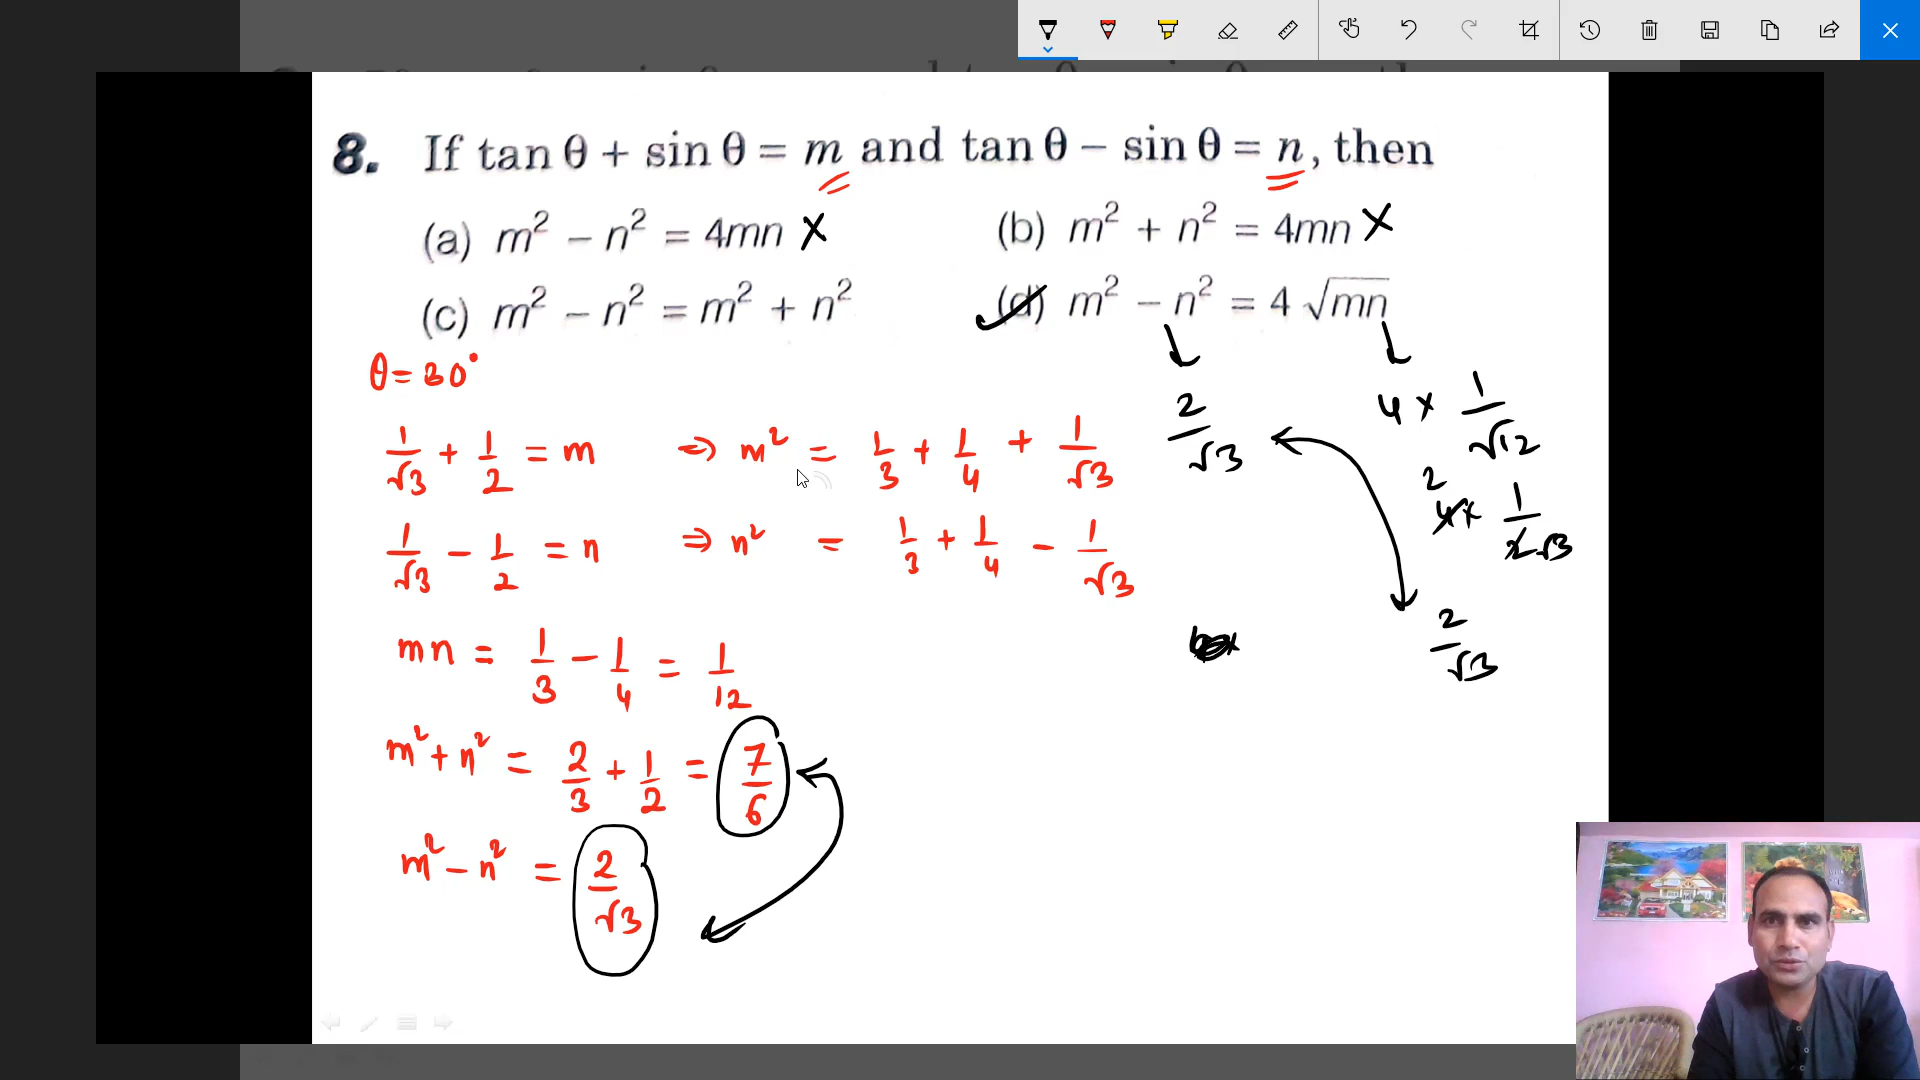 8. If tan θ + sin θ = m and tan θ – sin θ = n, then
(a) m² – n² = 4mn X
(b) m² + n² = 4mn X
(c) m² – n² = m² + n²
(d) m² – n² = 4 √mn
θ = 30°
1/√3 + 1/2 = m ⇒ m² = 1/3 + 1/4 + 1/√3
1/√3 – 1/2 = n ⇒ n² = 1/3 + 1/4 – 1/√3
mn = 1/3 – 1/4 = 1/12
m² + n² = 2/3 + 1/2 = 7/6
m² – n² = 2/√3
2/√3
4 × 1/√12
2
4 × 1/2√3
2/√3